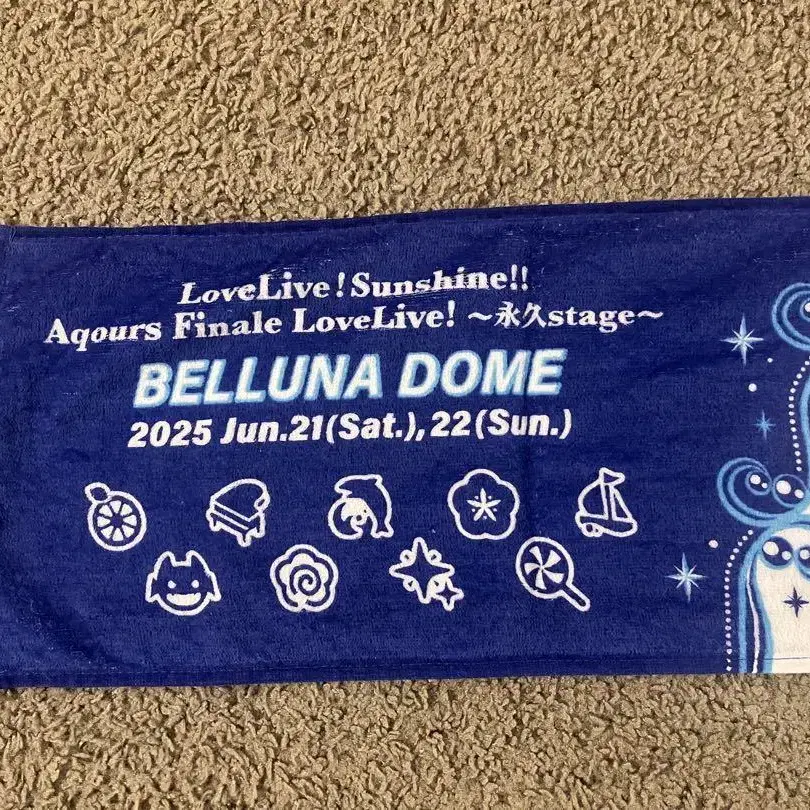 LoveLive!Sunshine!!
Aqours Finale LoveLive! ～永久stage～
BELLUNA DOME
2025 Jun.21(Sat.), 22(Sun.)